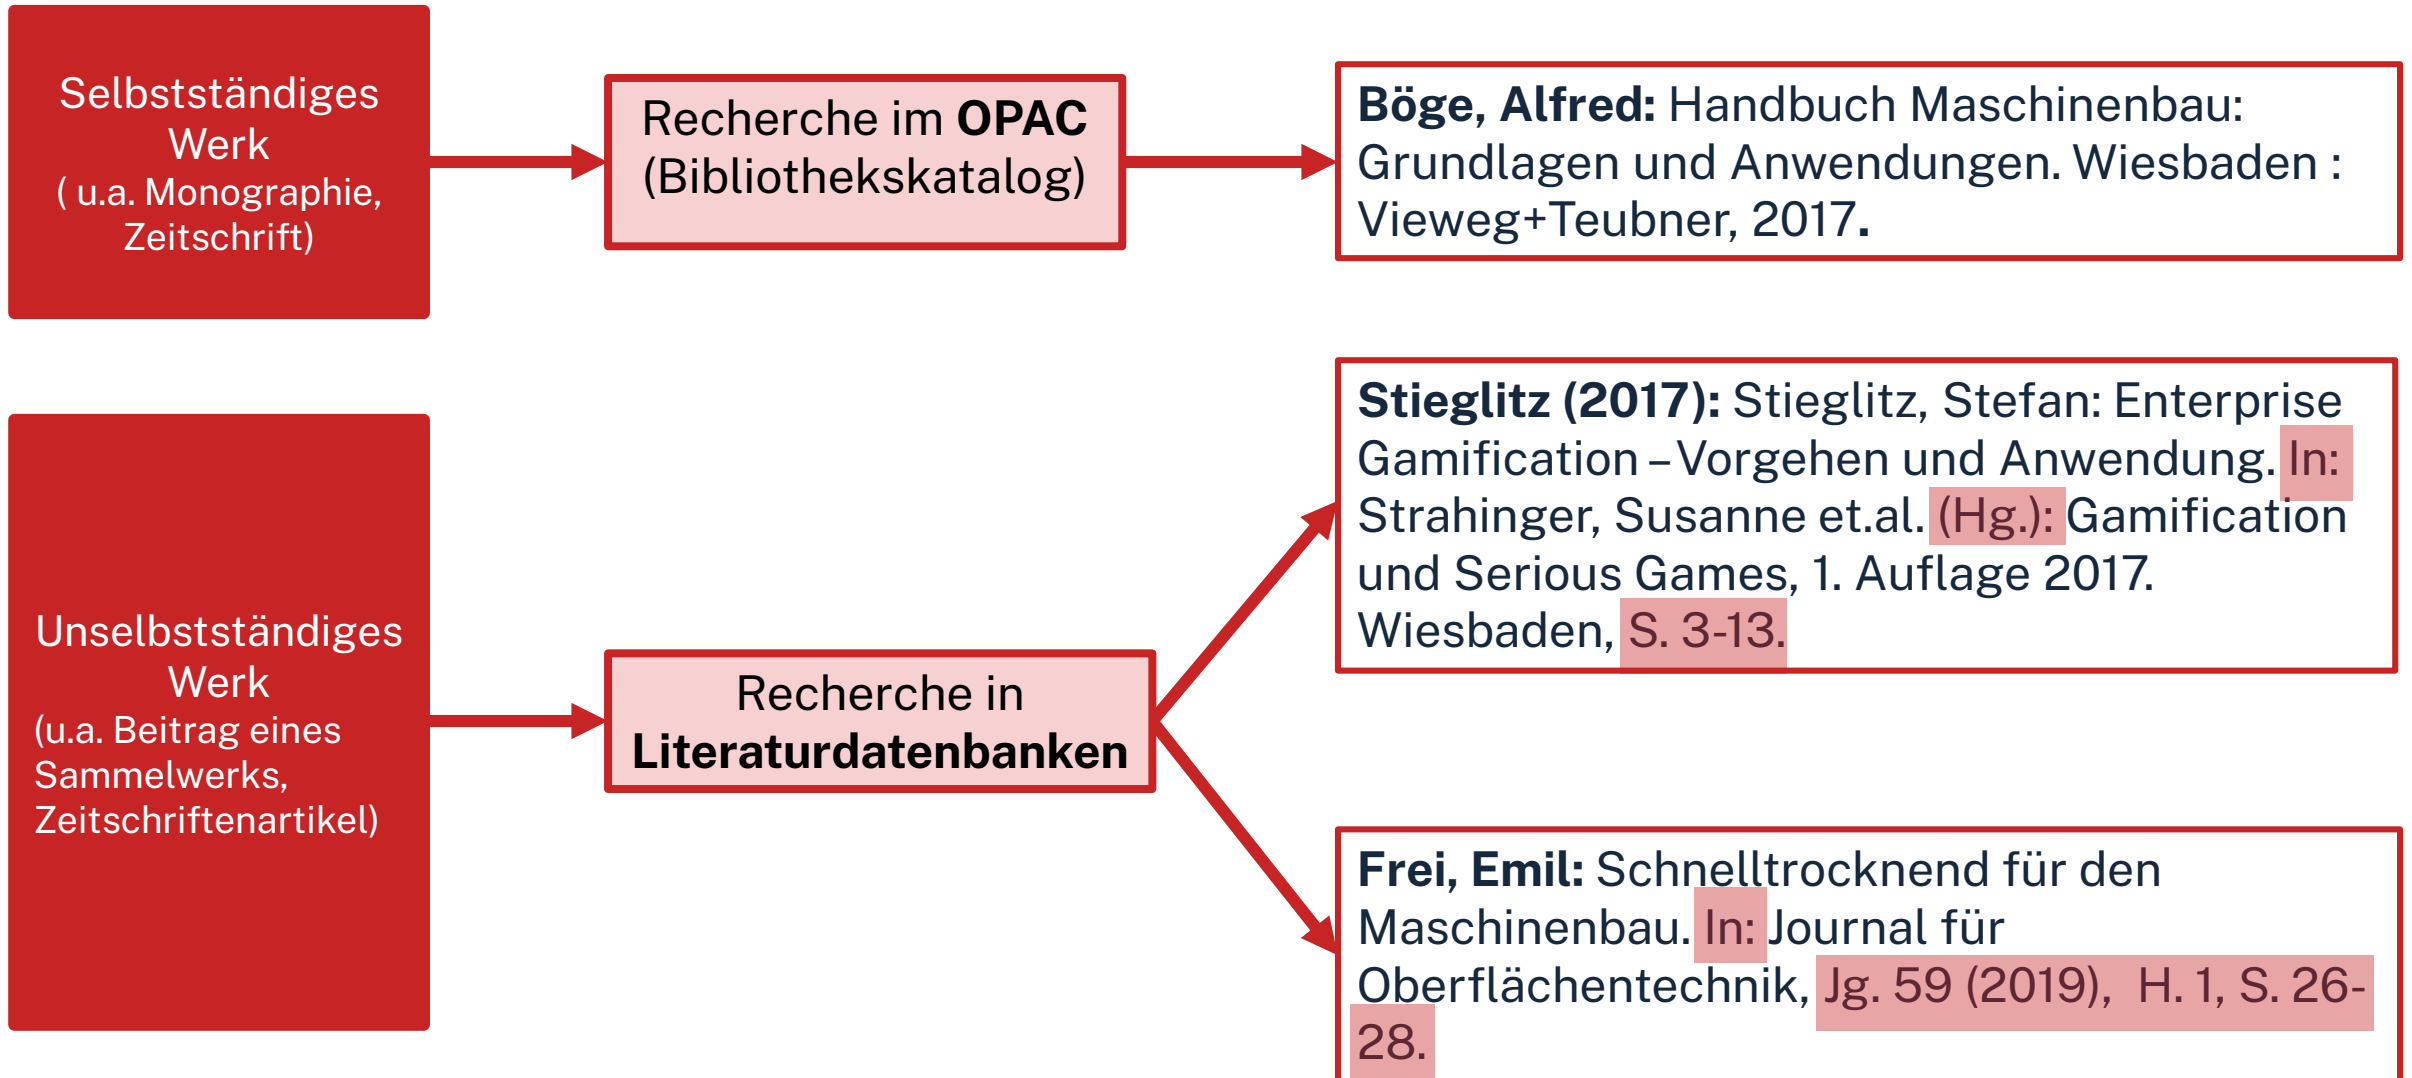 Selbstständiges
Werk
( u.a. Monographie,
Zeitschrift)
Recherche im OPAC
(Bibliothekskatalog)
Böge, Alfred: Handbuch Maschinenbau:
Grundlagen und Anwendungen. Wiesbaden :
Vieweg+Teubner, 2017.
Unselbstständiges
Werk
(u.a. Beitrag eines
Sammelwerks,
Zeitschriftenartikel)
Recherche in
Literaturdatenbanken
Stieglitz (2017): Stieglitz, Stefan: Enterprise
Gamification – Vorgehen und Anwendung. In:
Strahinger, Susanne et.al. (Hg.): Gamification
und Serious Games, 1. Auflage 2017.
Wiesbaden, S. 3-13.
Frei, Emil: Schnelltrocknend für den
Maschinenbau. In: Journal für
Oberflächentechnik, Jg. 59 (2019), H. 1, S. 26-
28.